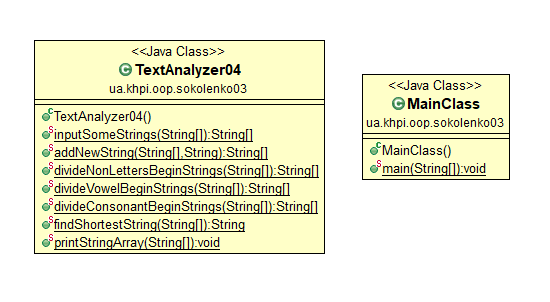 <<Java Class>>
TextAnalyzer04
ua.khpi.oop.sokolenko03
TextAnalyzer04()
inputSomeStrings(String[]):String[]
addNewString(String[],String):String[]
divideNonLettersBeginStrings(String[]):String[]
divideVowelBeginStrings(String[]):String[]
divideConsonantBeginStrings(String[]):String[]
findShortestString(String[]):String
printStringArray(String[]):void
<<Java Class>>
MainClass
ua.khpi.oop.sokolenko03
MainClass()
main(String[]):void